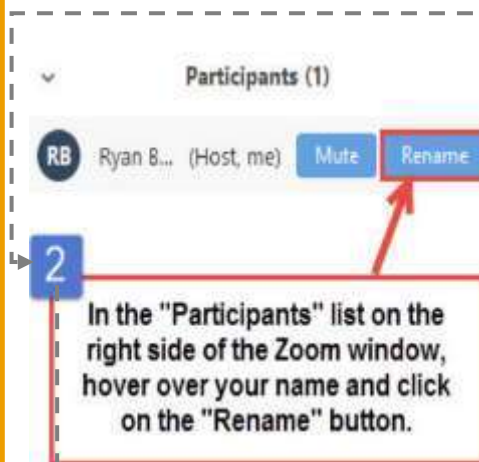 Participants (1)
RB Ryan B... (Host, me) Mute Rename
2
In the "Participants" list on the
right side of the Zoom window,
hover over your name and click
on the "Rename" button.